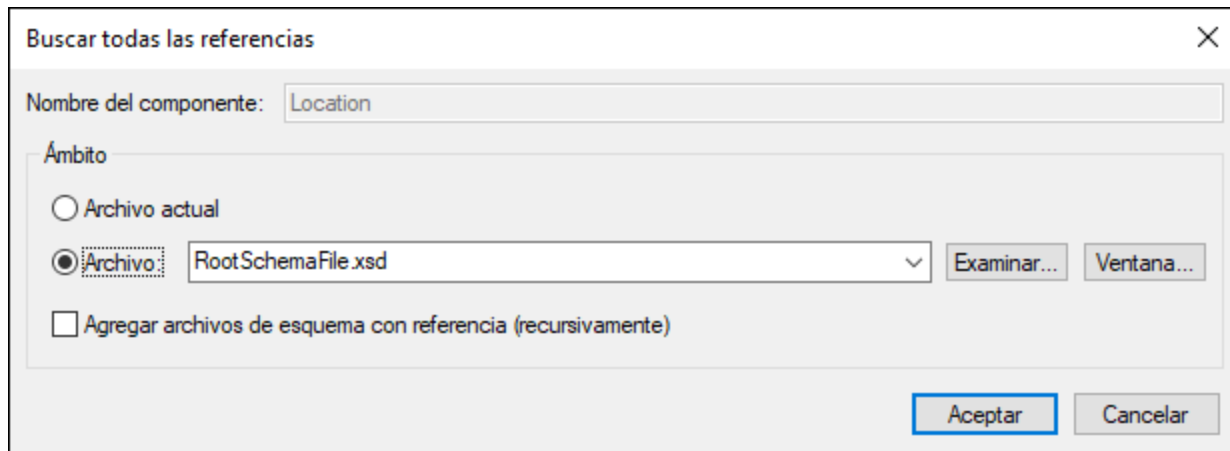 Buscar todas las referencias
Nombre del componente: Location
Ámbito
Archivo actual
Archivo: RootSchemaFile.xsd Examinar... Ventana...
Agregar archivos de esquema con referencia (recursivamente)
Aceptar Cancelar